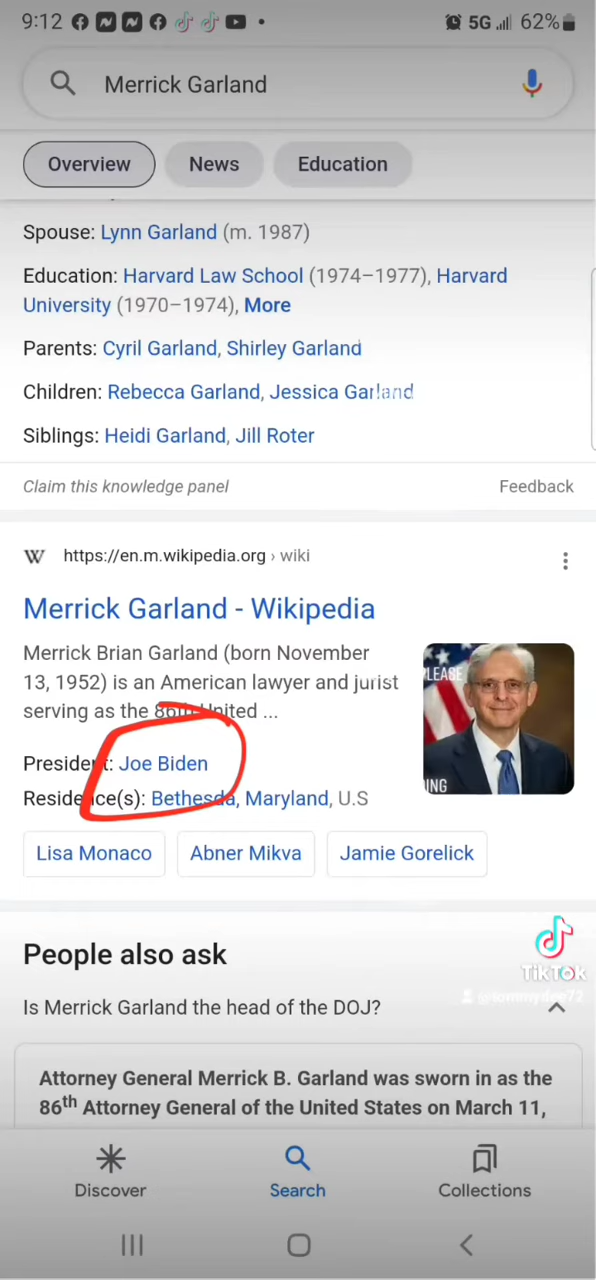 9:12
5G 62%
Merrick Garland
Overview News Education
Spouse: Lynn Garland (m. 1987)
Education: Harvard Law School (1974–1977), Harvard
University (1970–1974), More
Parents: Cyril Garland, Shirley Garland
Children: Rebecca Garland, Jessica Garland
Siblings: Heidi Garland, Jill Roter
Claim this knowledge panel Feedback
W https://en.m.wikipedia.org › wiki
Merrick Garland - Wikipedia
Merrick Brian Garland (born November
13, 1952) is an American lawyer and jurist
serving as the 86th United ...
PLEASE
ING
President: Joe Biden
Residence(s): Bethesda, Maryland, U.S
Lisa Monaco Abner Mikva Jamie Gorelick
People also ask
TikTok
@tommydee72
Is Merrick Garland the head of the DOJ?
Attorney General Merrick B. Garland was sworn in as the
86th Attorney General of the United States on March 11,
Discover Search Collections